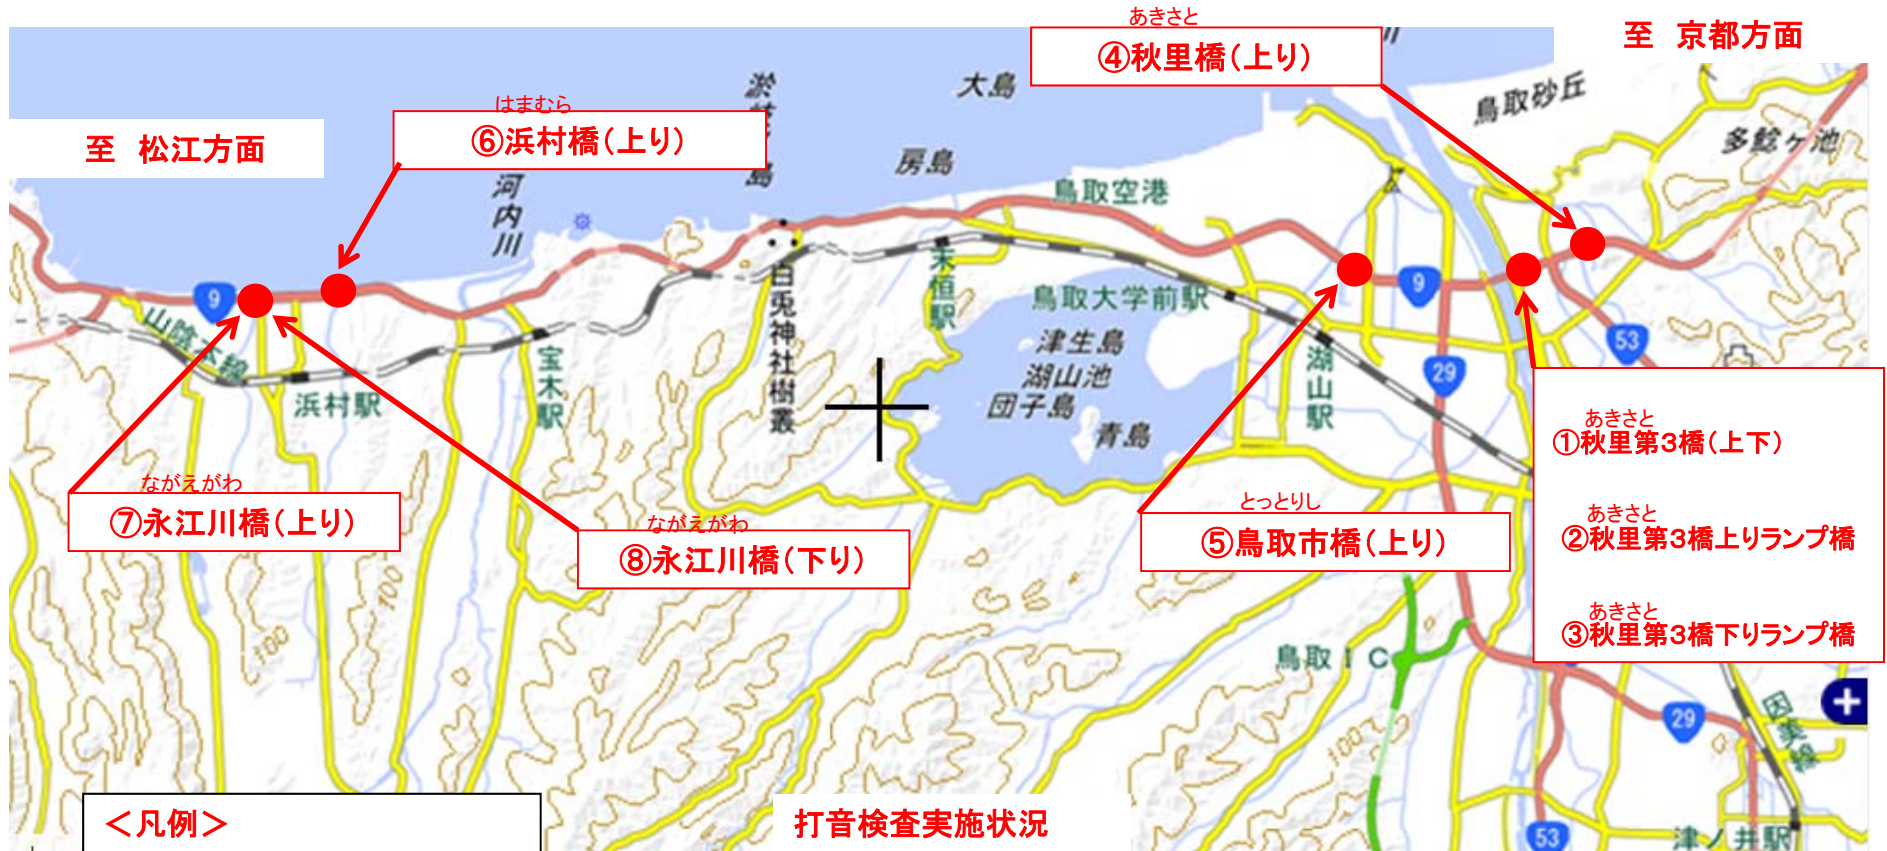 至　京都方面
あきさと
④秋里橋（上り）
至　松江方面
はまむら
⑥浜村橋（上り）
大島
鳥取砂丘
多鯰ヶ池
房島
河内川
鳥取空港
9
山陰本線
浜村駅
宝木駅
白兎神社樹叢
末恒駅
鳥取大学前駅
津生島
湖山池
団子島
青島
湖山駅
9
29
53
ながえがわ
⑦永江川橋（上り）
ながえがわ
⑧永江川橋（下り）
とっとりし
⑤鳥取市橋（上り）
あきさと
①秋里第3橋（上下）
あきさと
②秋里第3橋上りランプ橋
あきさと
③秋里第3橋下りランプ橋
100
100
100
鳥取ＩＣ
29
因美線
53
津ノ井駅
＜凡例＞
打音検査実施状況